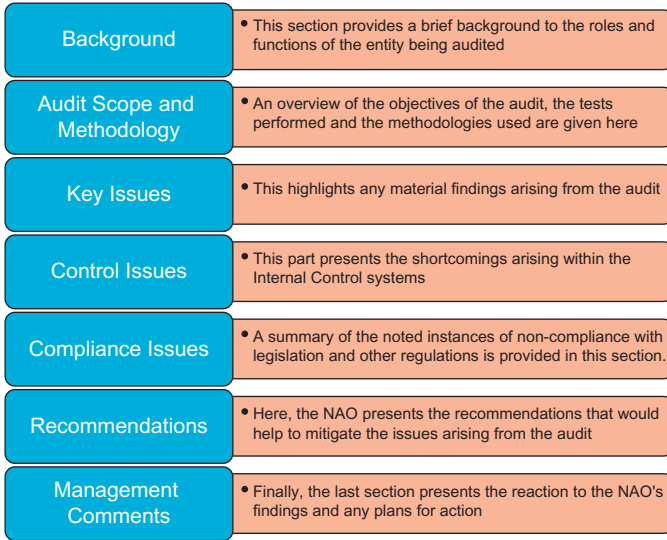 Background
• This section provides a brief background to the roles and
functions of the entity being audited
Audit Scope and
Methodology
• An overview of the objectives of the audit, the tests
performed and the methodologies used are given here
Key Issues
• This highlights any material findings arising from the audit
Control Issues
• This part presents the shortcomings arising within the
Internal Control systems
Compliance Issues
• A summary of the noted instances of non-compliance with
legislation and other regulations is provided in this section.
Recommendations
• Here, the NAO presents the recommendations that would
help to mitigate the issues arising from the audit
Management
Comments
• Finally, the last section presents the reaction to the NAO's
findings and any plans for action